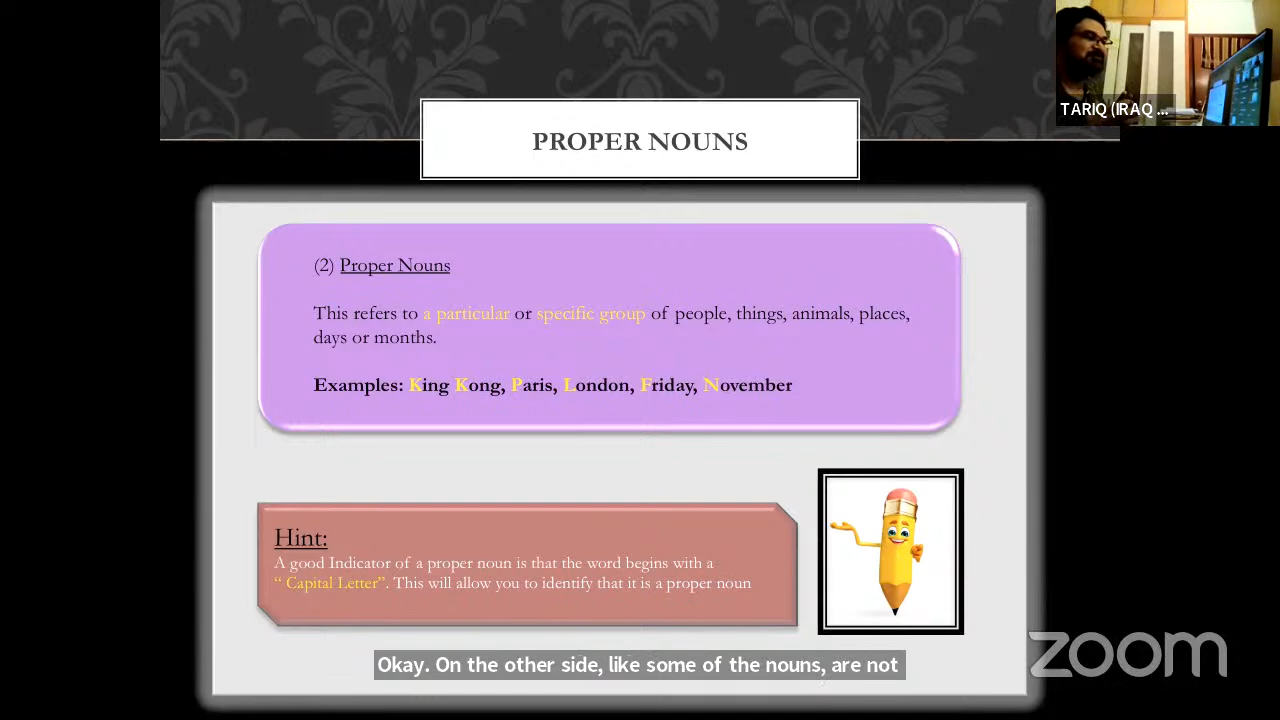 TARIQ (IRAQ ...
PROPER NOUNS
(2) Proper Nouns
This refers to a particular or specific group of people, things, animals, places,
days or months.
Examples: King Kong, Paris, London, Friday, November
Hint:
A good Indicator of a proper noun is that the word begins with a
“ Capital Letter”. This will allow you to identify that it is a proper noun
Okay. On the other side, like some of the nouns, are not
zoom